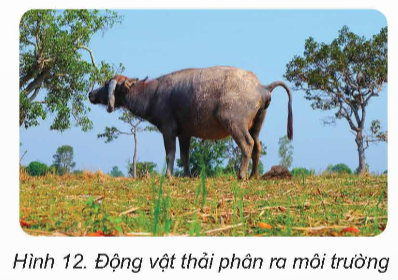 Hình 12. Động vật thải phân ra môi trường